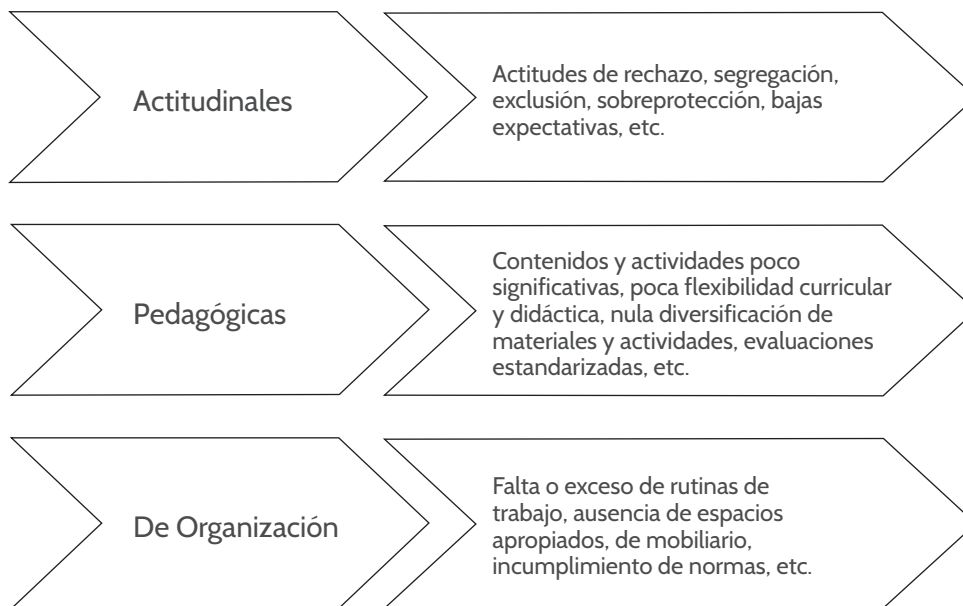 Actitudinales
Actitudes de rechazo, segregación,
exclusión, sobreprotección, bajas
expectativas, etc.
Pedagógicas
Contenidos y actividades poco
significativas, poca flexibilidad curricular
y didáctica, nula diversificación de
materiales y actividades, evaluaciones
estandarizadas, etc.
De Organización
Falta o exceso de rutinas de
trabajo, ausencia de espacios
apropiados, de mobiliario,
incumplimiento de normas, etc.